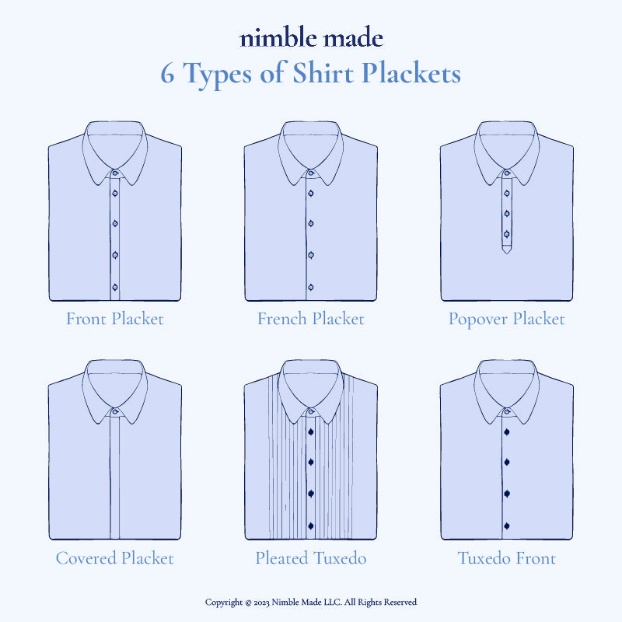 nimble made
6 Types of Shirt Plackets
Front Placket
French Placket
Popover Placket
Covered Placket
Pleated Tuxedo
Tuxedo Front
Copyright @ 2023 Nimble Made LLC. All Rights Reserved